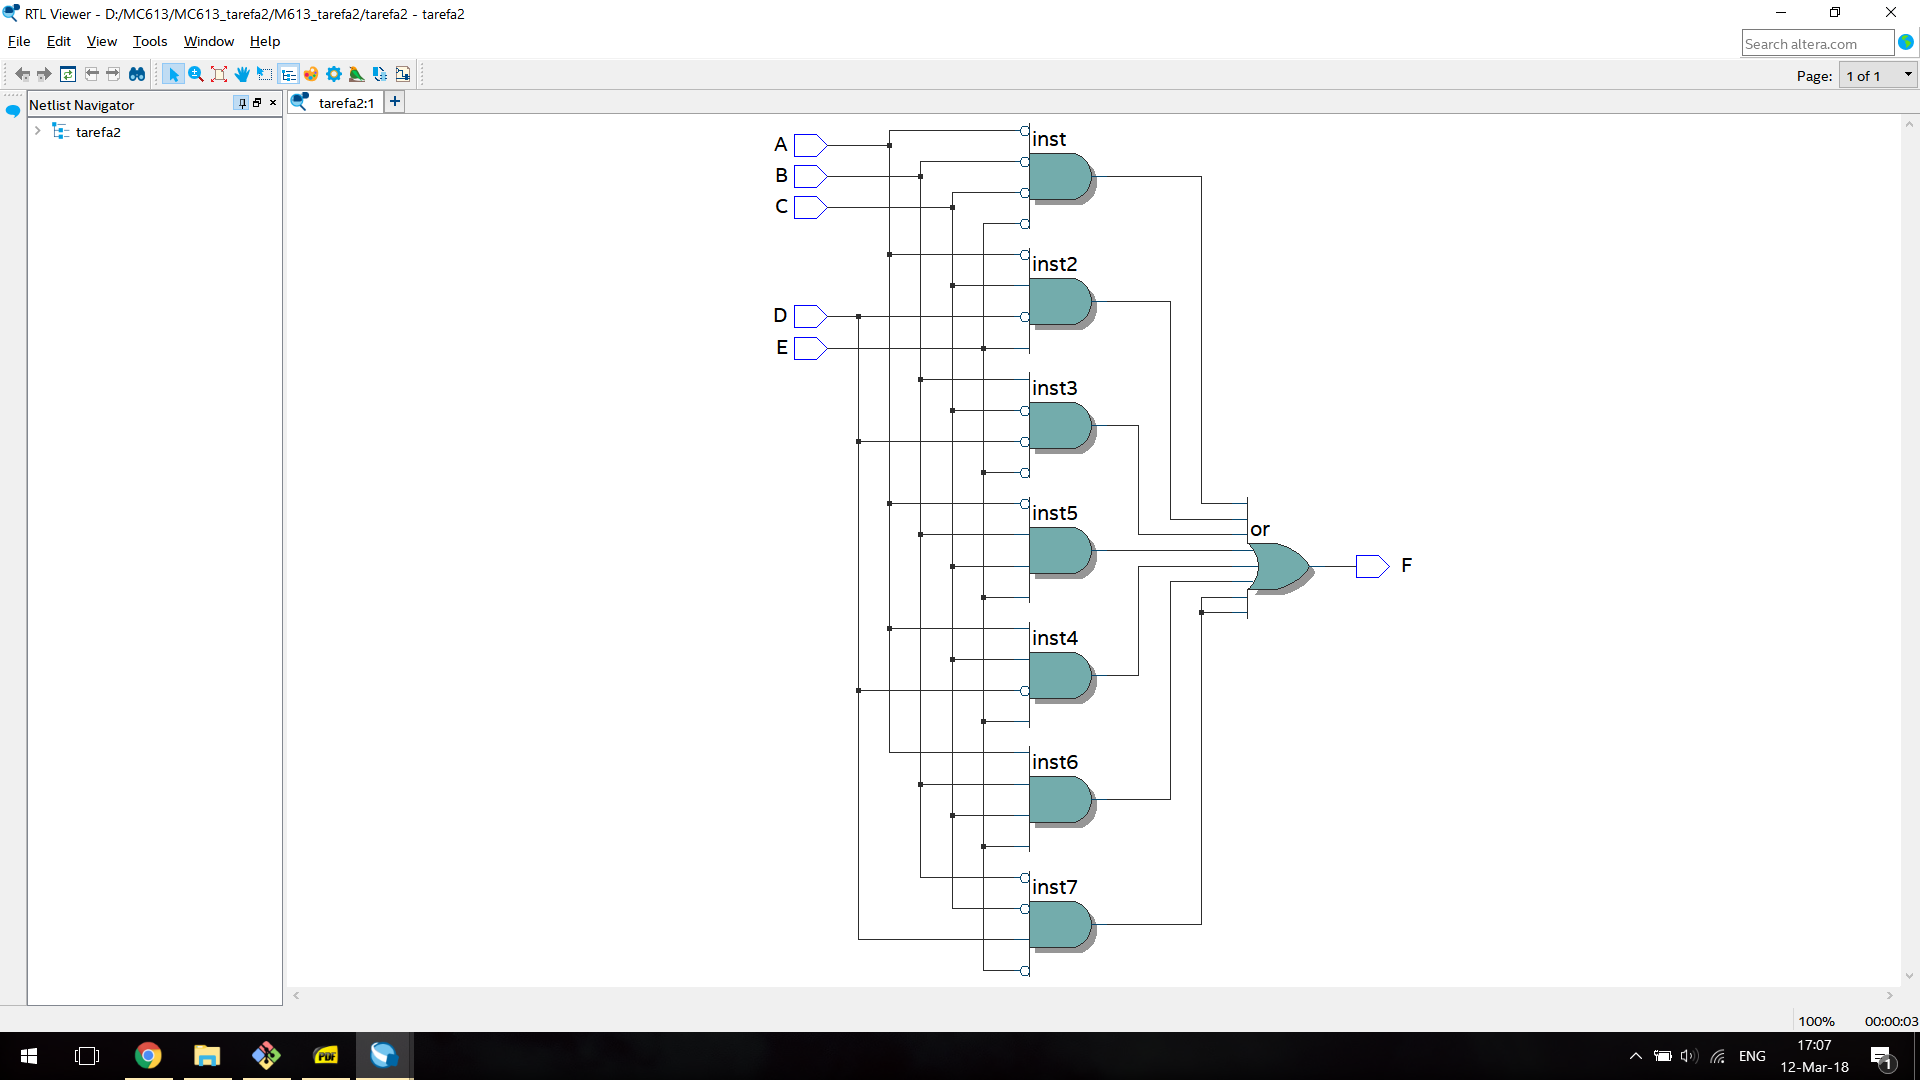 RTL Viewer - D:/MC613/MC613_tarefa2/M613_tarefa2/tarefa2 - tarefa2
File Edit View Tools Window Help
Search altera.com
Page: 1 of 1
Netlist Navigator
tarefa2:1
tarefa2
A
B
C
D
E
inst
inst2
inst3
inst5
inst4
inst6
inst7
or
F
100% 00:00:03
PDF
ENG
17:07
12-Mar-18
1